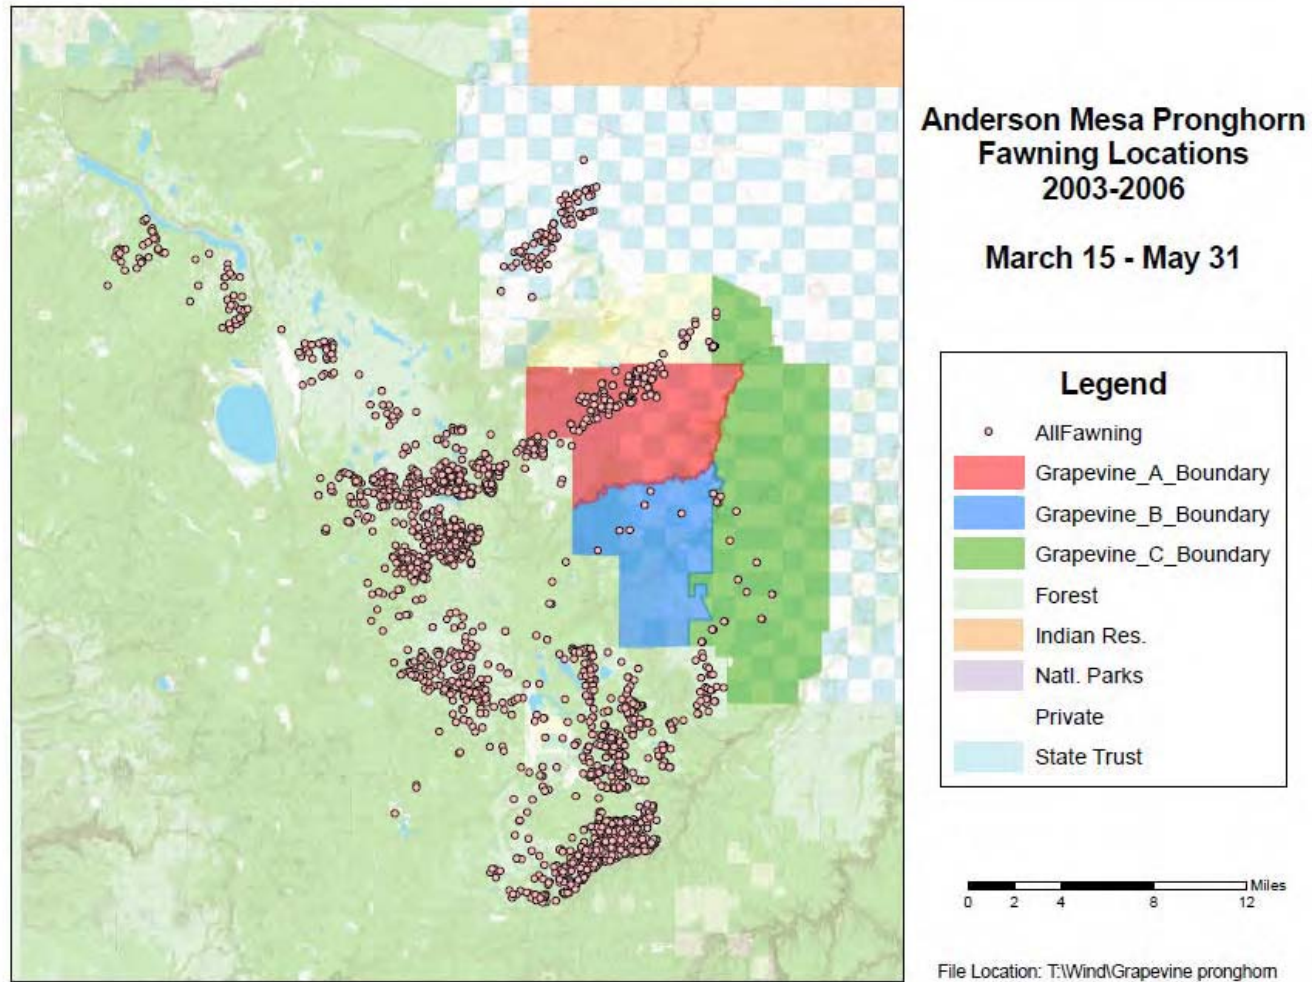 Anderson Mesa Pronghorn
Fawning Locations
2003-2006
March 15 - May 31
Legend
AllFawning
Grapevine_A_Boundary
Grapevine_B_Boundary
Grapevine_C_Boundary
Forest
Indian Res.
Natl. Parks
Private
State Trust
Miles
0 2 4 8 12
File Location: T:\Wind\Grapevine pronghorn